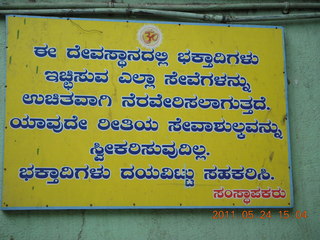 ಈ ದೇವಸ್ಥಾನದಲ್ಲಿ ಭಕ್ತಾದಿಗಳು
ಇಚ್ಛಿಸುವ ಎಲ್ಲಾ ಸೇವೆಗಳನ್ನು
ಉಚಿತವಾಗಿ ನೆರವೇರಿಸಲಾಗುತ್ತದೆ.
ಯಾವುದೇ ರೀತಿಯ ಸೇವಾಶುಲ್ಕವನ್ನು
ಸ್ವೀಕರಿಸುವುದಿಲ್ಲ.
ಭಕ್ತಾದಿಗಳು ದಯವಿಟ್ಟು ಸಹಕರಿಸಿ.
ಸಂಸ್ಥಾಪಕರು
2011 05 24 15:04